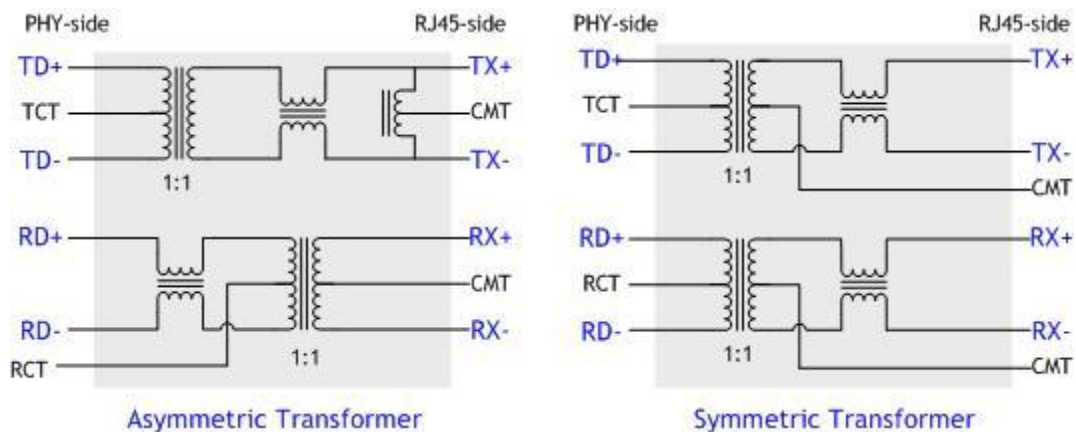 PHY-side RJ45-side
TD+ TX+
TCT CMT
TD- TX-
1:1
RD+ RX+
CMT
RD- RX-
RCT 1:1
Asymmetric Transformer
PHY-side RJ45-side
TD+ TX+
TCT
TD- TX-
1:1 CMT
RD+ RX+
RCT
RD- RX-
1:1 CMT
Symmetric Transformer